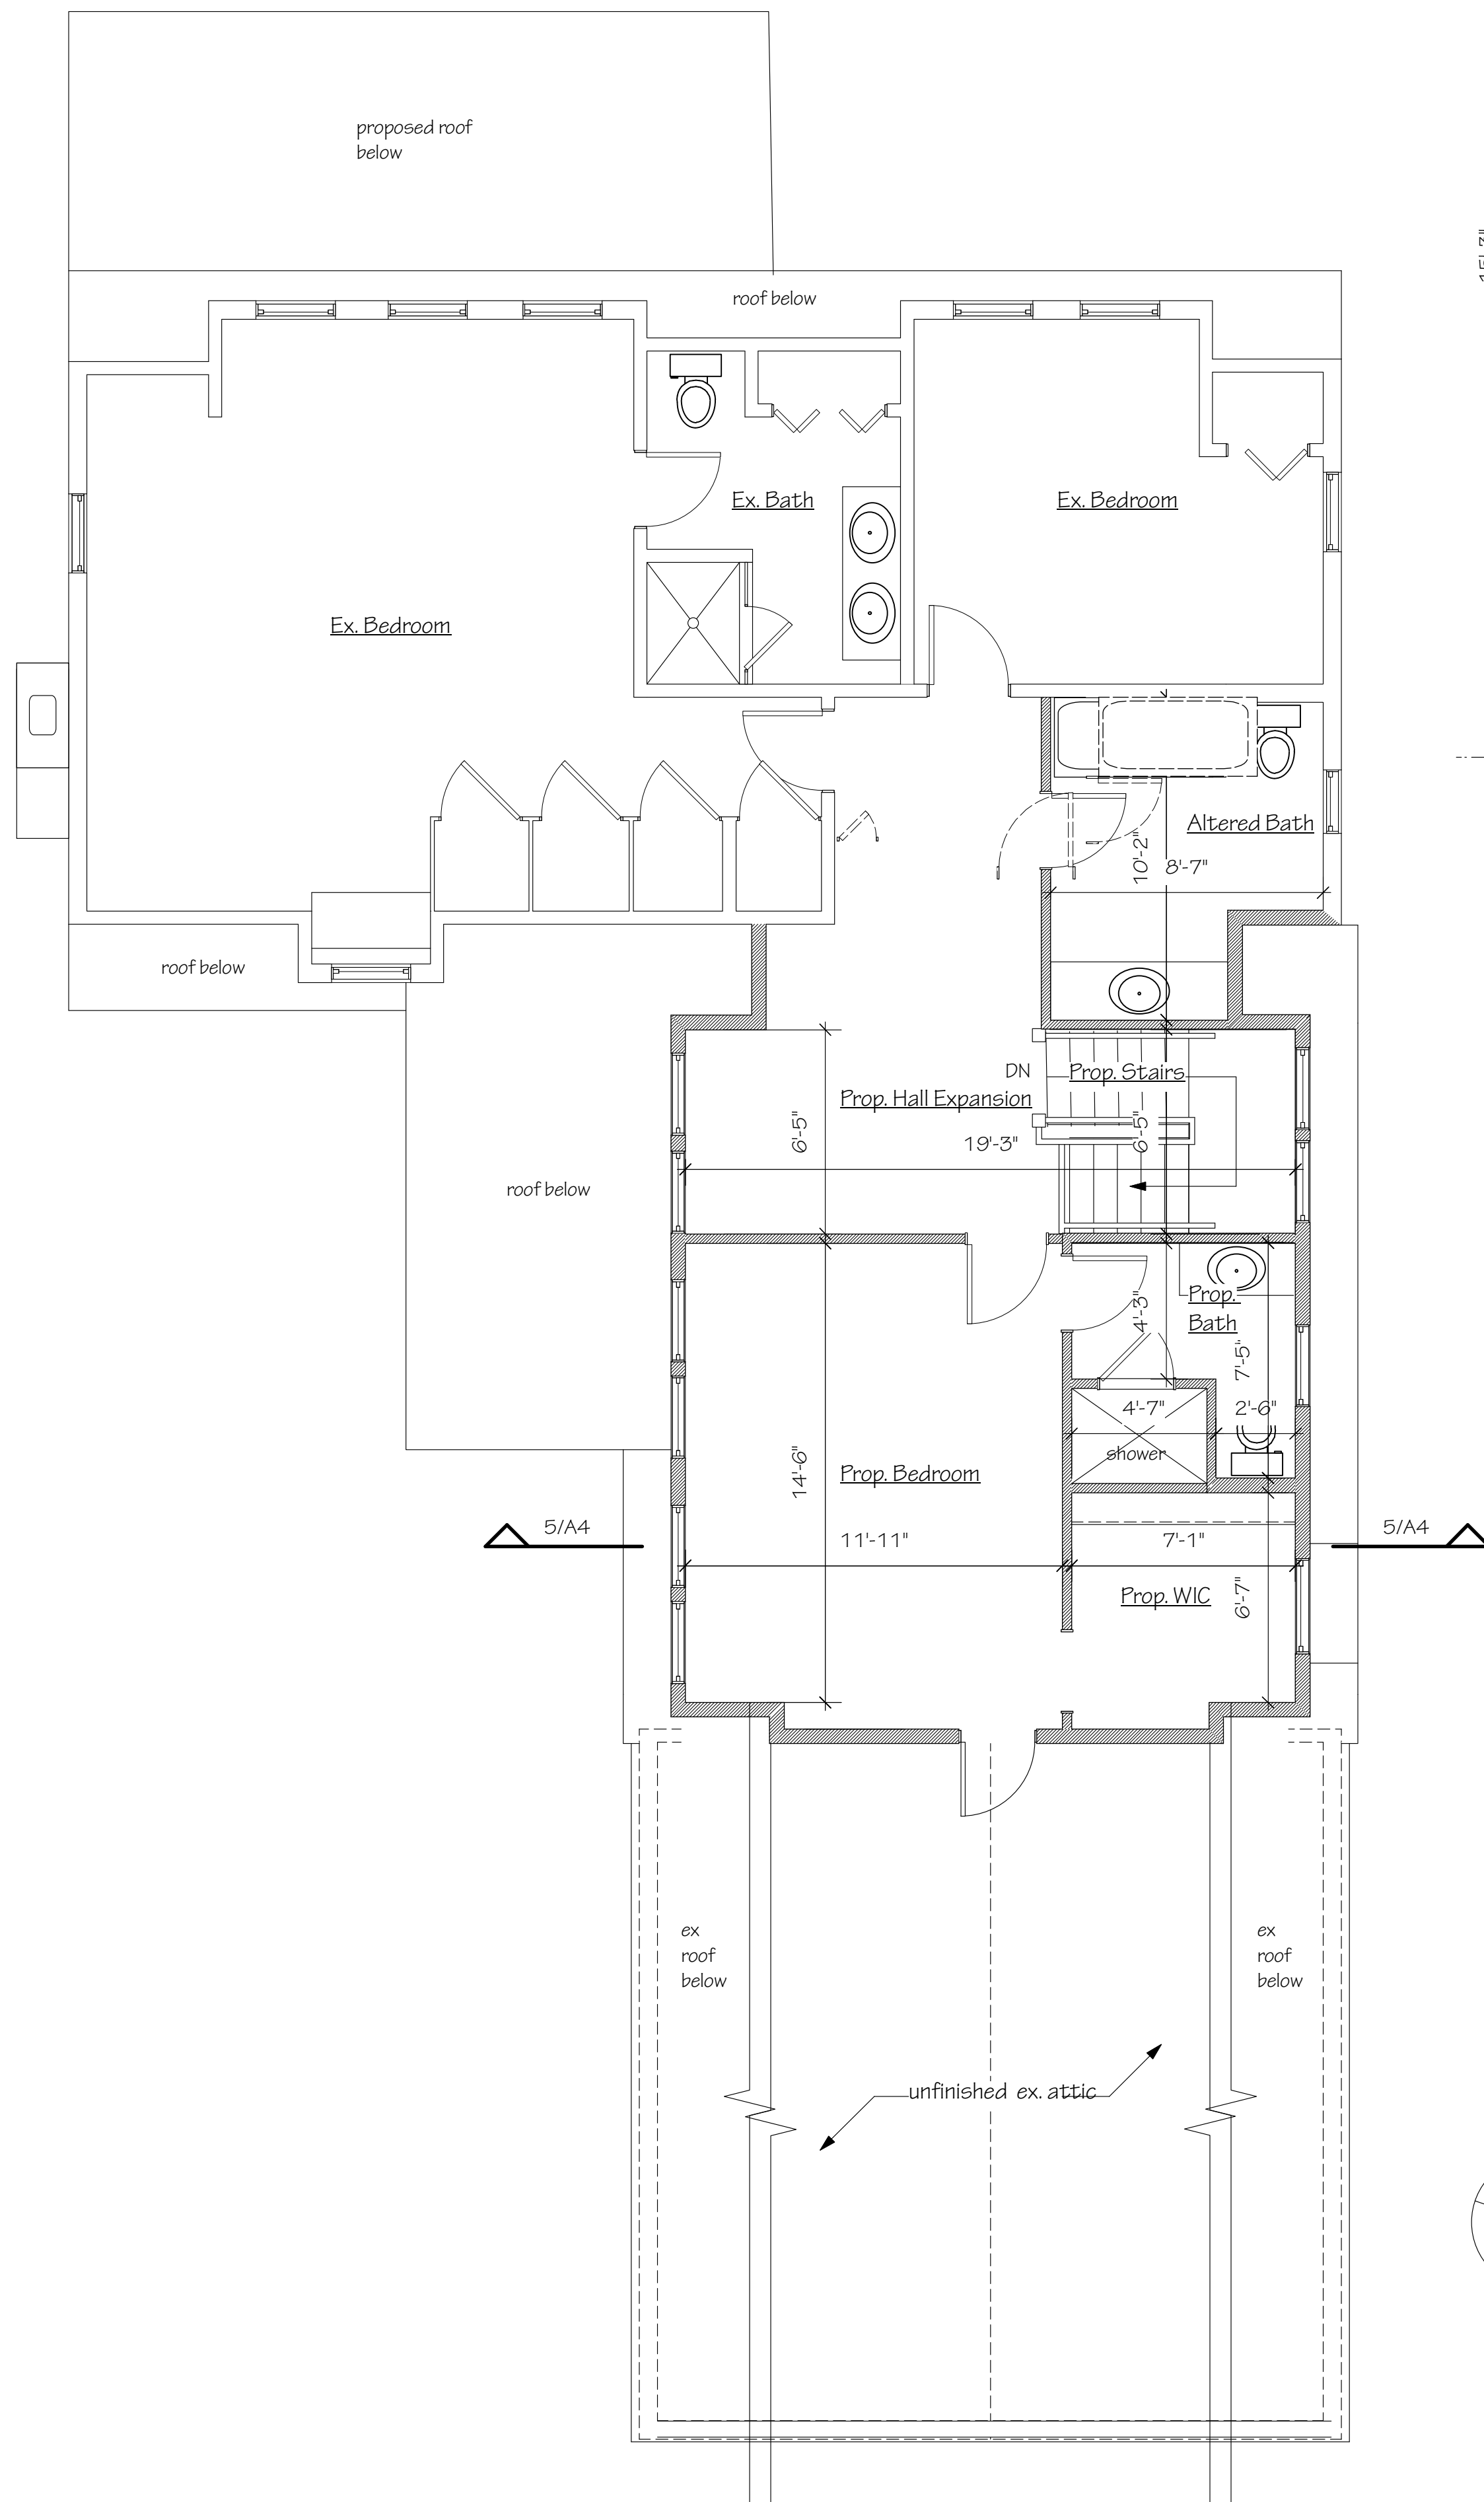 proposed roof
below
roof below
15'-3"
Ex. Bath
Ex. Bedroom
Ex. Bedroom
Altered Bath
10'-2"
8'-7"
roof below
DN
Prop. Stairs
Prop. Hall Expansion
6'-5"
6'-5"
19'-3"
roof below
Prop.
Bath
4'-3"
7'-5"
4'-7"
2'-6"
shower
Prop. Bedroom
14'-6"
5/A4
5/A4
11'-11"
7'-1"
Prop. WIC
6'-7"
ex
roof
below
ex
roof
below
unfinished ex. attic